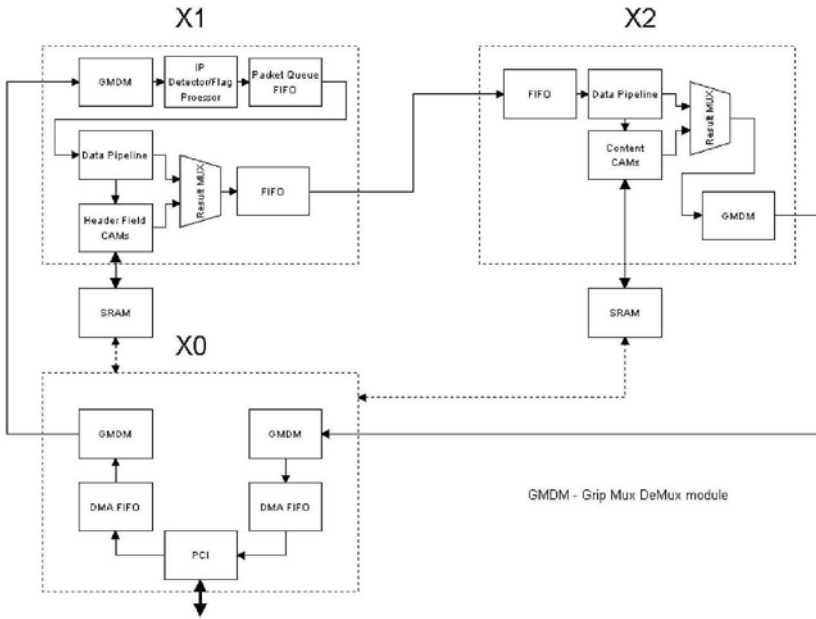 X1
X2
GMDM
IP
Detector/Flag
Processor
Packet Queue
FIFO
Data Pipeline
Header Field
CAMs
Result MUX
FIFO
FIFO
Data Pipeline
Content
CAMs
Result MUX
GMDM
SRAM
SRAM
X0
GMDM
GMDM
DMA FIFO
DMA FIFO
PCI
GMDM - Grip Mux DeMux module